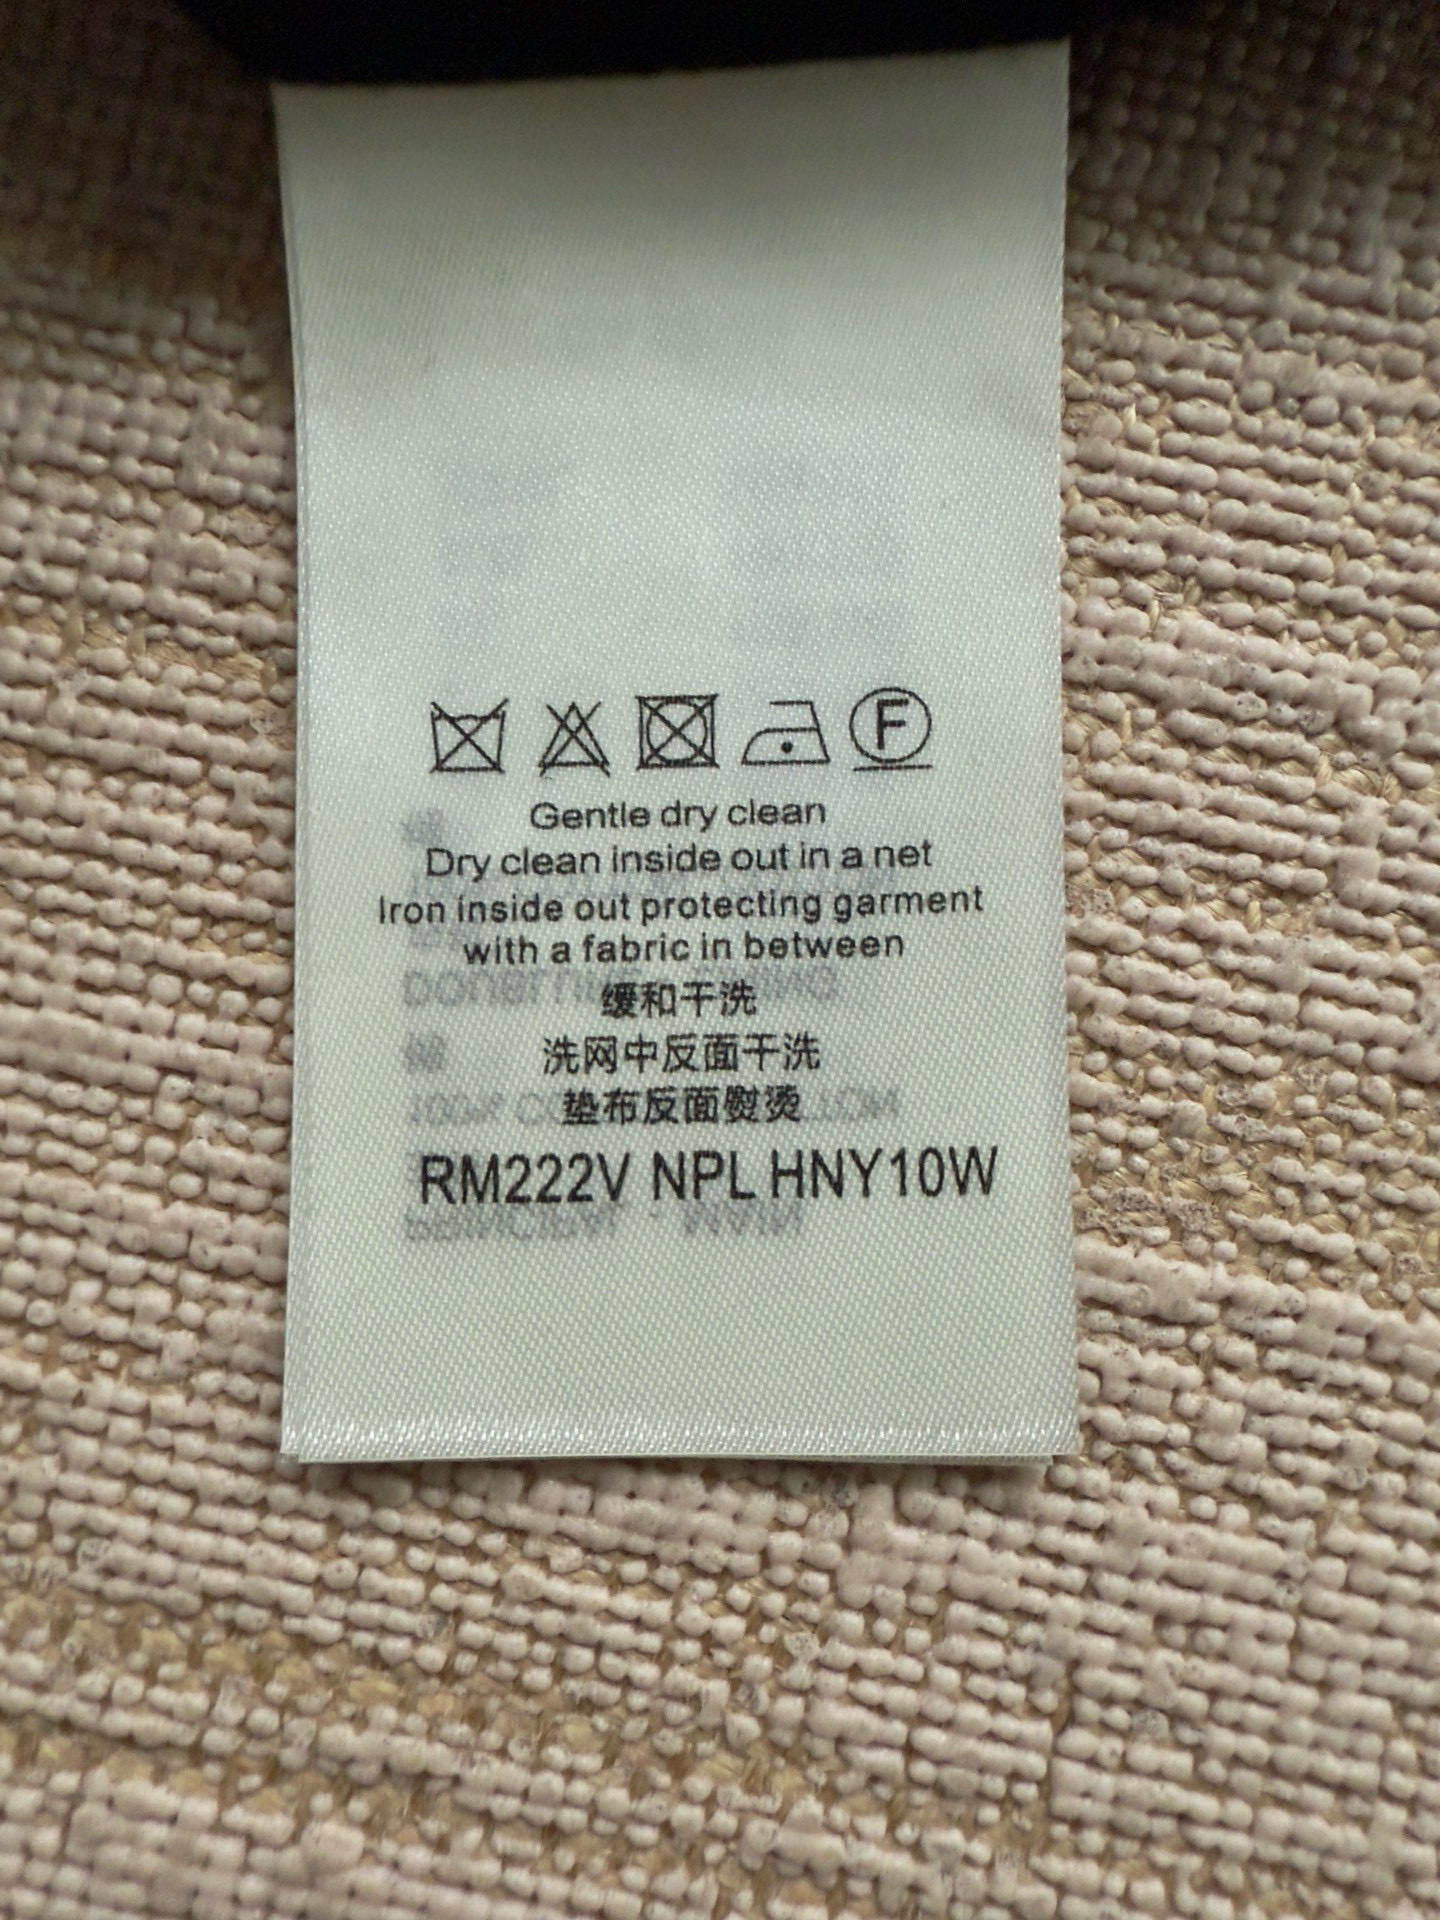 F
Gentle dry clean
Dry clean inside out in a net
Iron inside out protecting garment
with a fabric in between
缓和干洗
洗网中反面干洗
垫布反面熨烫
RM222V NPL HNY10W